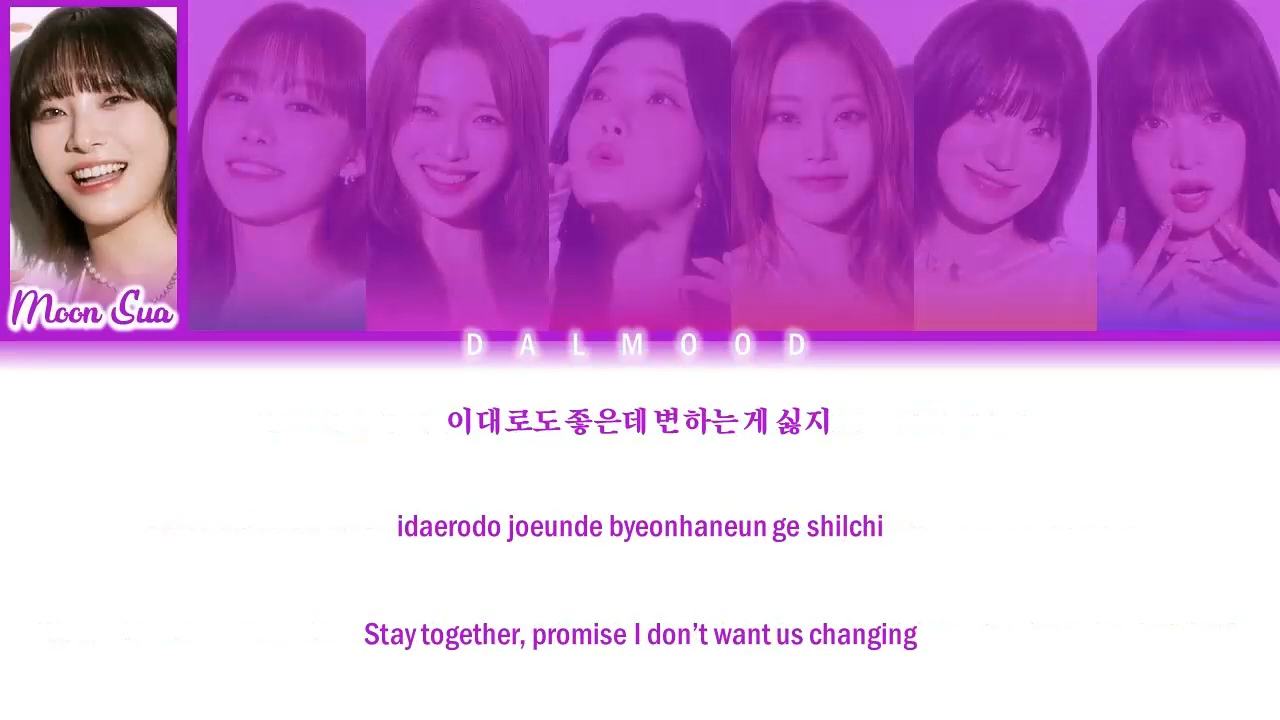 Moon Sua
DALMOOD
이대로도 좋은데 변하는게 싫지
idaerodo joeunde byeonhaneun ge shilchi
Stay together, promise I don't want us changing